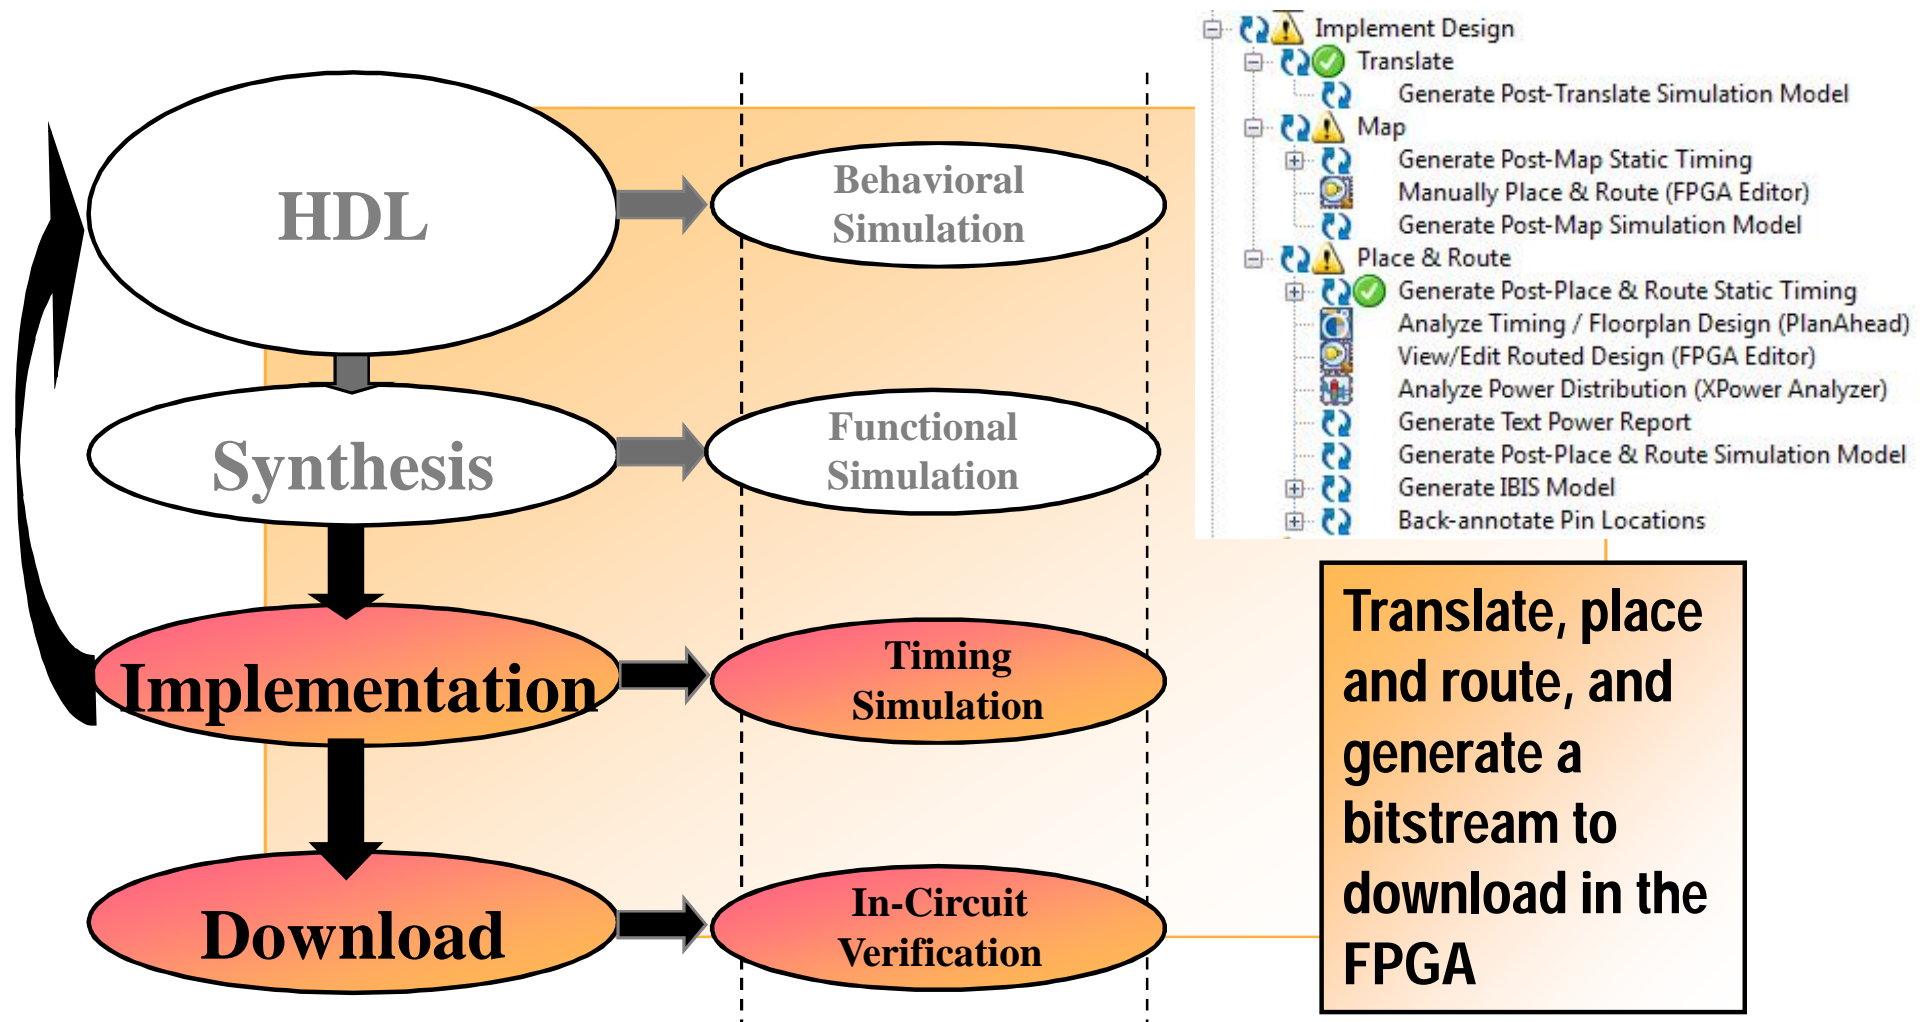 HDL
Behavioral
Simulation
Synthesis
Functional
Simulation
Implementation
Timing
Simulation
Download
In-Circuit
Verification
Implement Design
Translate
Generate Post-Translate Simulation Model
Map
Generate Post-Map Static Timing
Manually Place & Route (FPGA Editor)
Generate Post-Map Simulation Model
Place & Route
Generate Post-Place & Route Static Timing
Analyze Timing / Floorplan Design (PlanAhead)
View/Edit Routed Design (FPGA Editor)
Analyze Power Distribution (XPower Analyzer)
Generate Text Power Report
Generate Post-Place & Route Simulation Model
Generate IBIS Model
Back-annotate Pin Locations
Translate, place
and route, and
generate a
bitstream to
download in the
FPGA